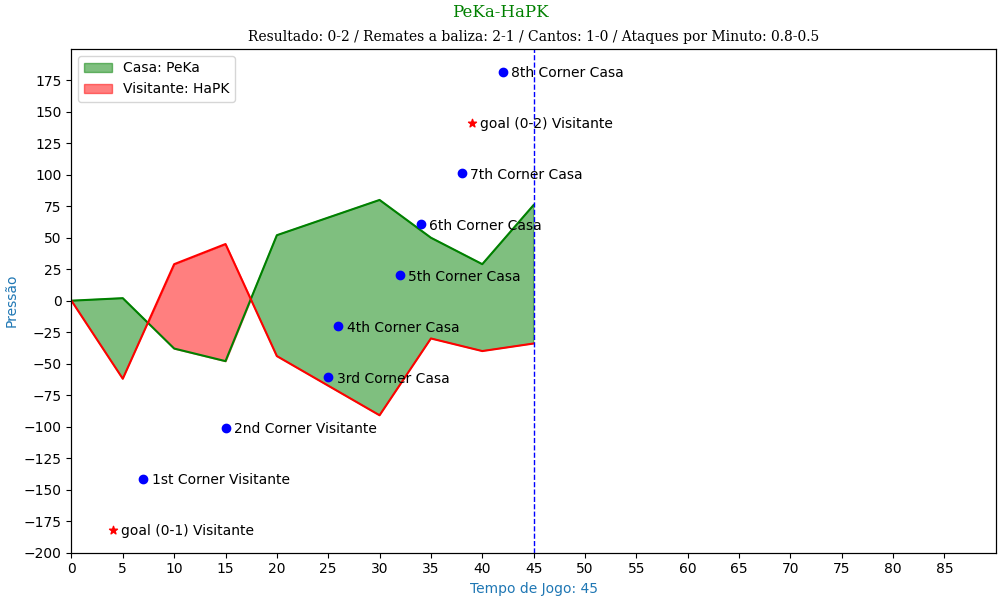 PeKa-HaPK
Resultado: 0-2 / Remates a baliza: 2-1 / Cantos: 1-0 / Ataques por Minuto: 0.8-0.5
Casa: PeKa
Visitante: HaPK
8th Corner Casa
goal (0-2) Visitante
7th Corner Casa
6th Corner Casa
5th Corner Casa
4th Corner Casa
3rd Corner Casa
2nd Corner Visitante
1st Corner Visitante
goal (0-1) Visitante
Pressão
175
150
125
100
75
50
25
0
−25
−50
−75
−100
−125
−150
−175
−200
0 5 10 15 20 25 30 35 40 45 50 55 60 65 70 75 80 85
Tempo de Jogo: 45